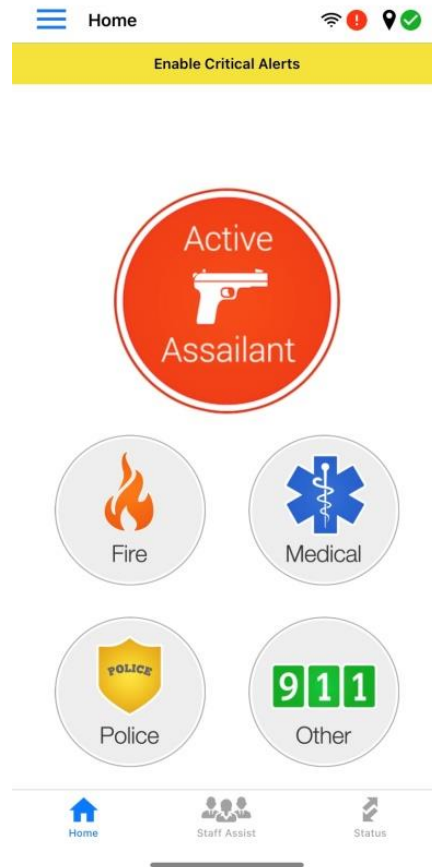 Home
Enable Critical Alerts
Active
Assailant
Fire
Medical
POLICE
Police
911
Other
Home
Staff Assist
Status